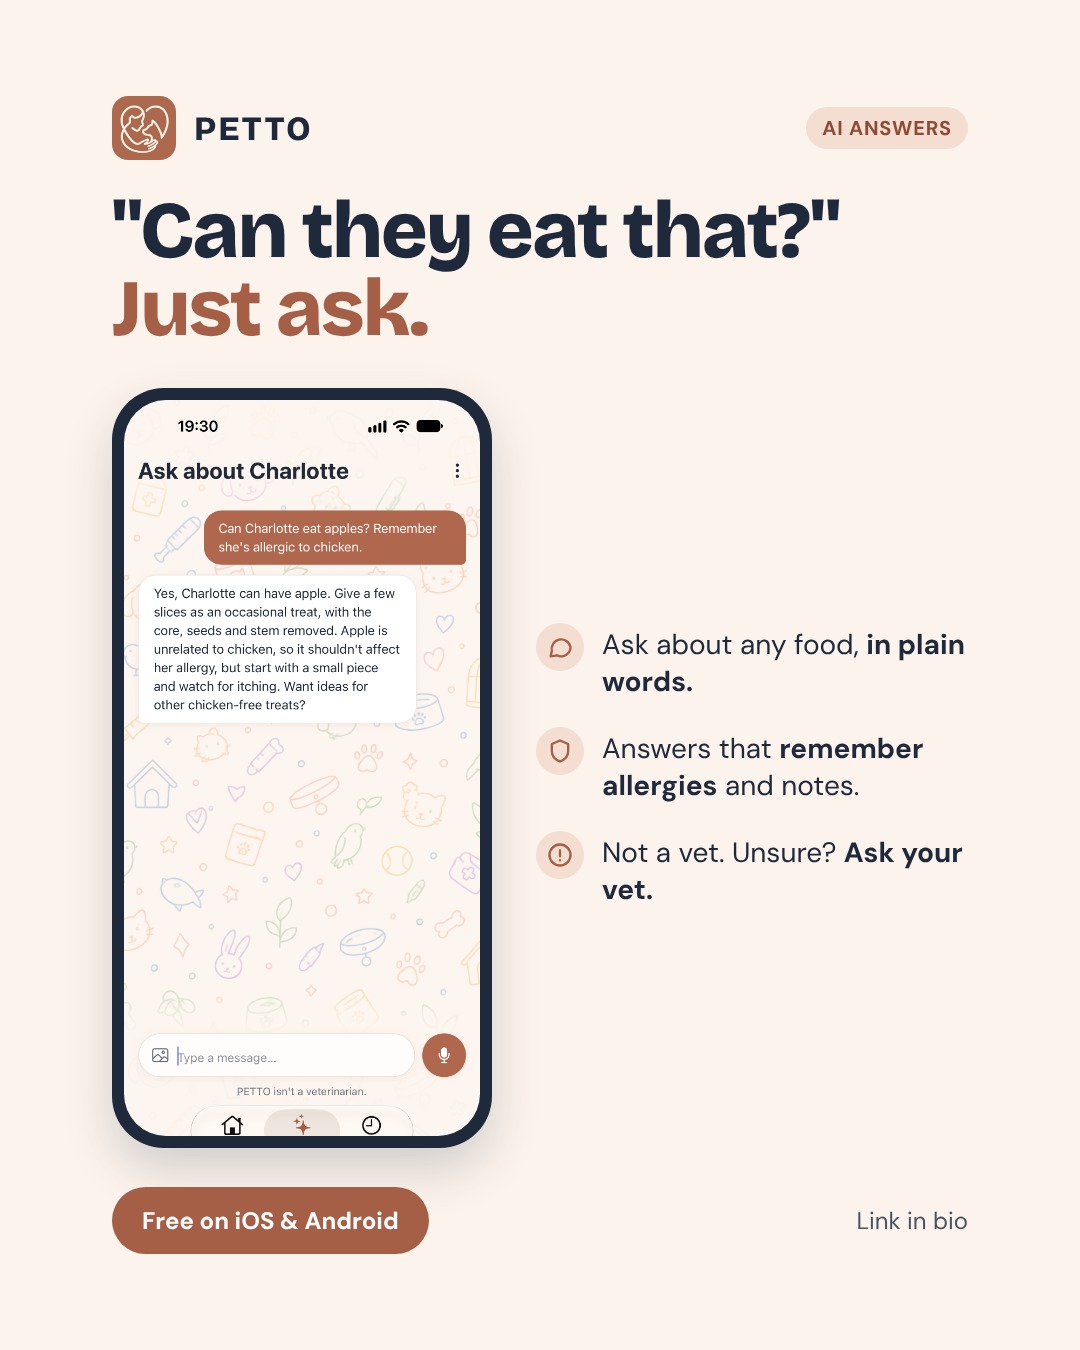 PETTO
AI ANSWERS
"Can they eat that?"
Just ask.
19:30
Ask about Charlotte
Can Charlotte eat apples? Remember
she's allergic to chicken.
Yes, Charlotte can have apple. Give a few
slices as an occasional treat, with the
core, seeds and stem removed. Apple is
unrelated to chicken, so it shouldn't affect
her allergy, but start with a small piece
and watch for itching. Want ideas for
other chicken-free treats?
Type a message...
PETTO isn't a veterinarian.
Ask about any food, in plain
words.
Answers that remember
allergies and notes.
Not a vet. Unsure? Ask your
vet.
Free on iOS & Android
Link in bio